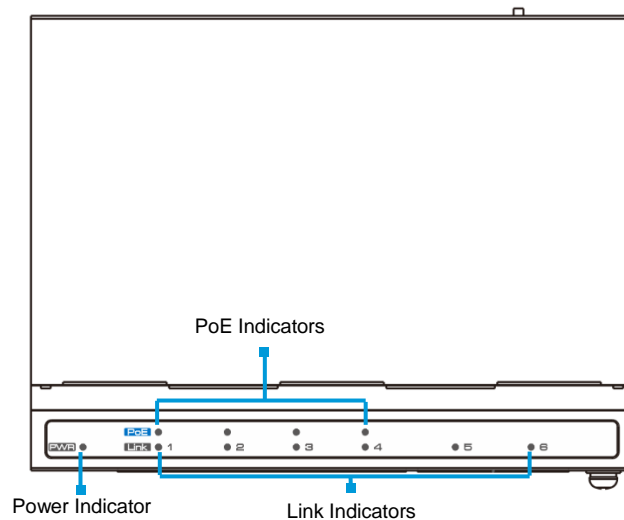 PoE Indicators
PoE
PWR Link 1 2 3 4 5 6
Power Indicator Link Indicators